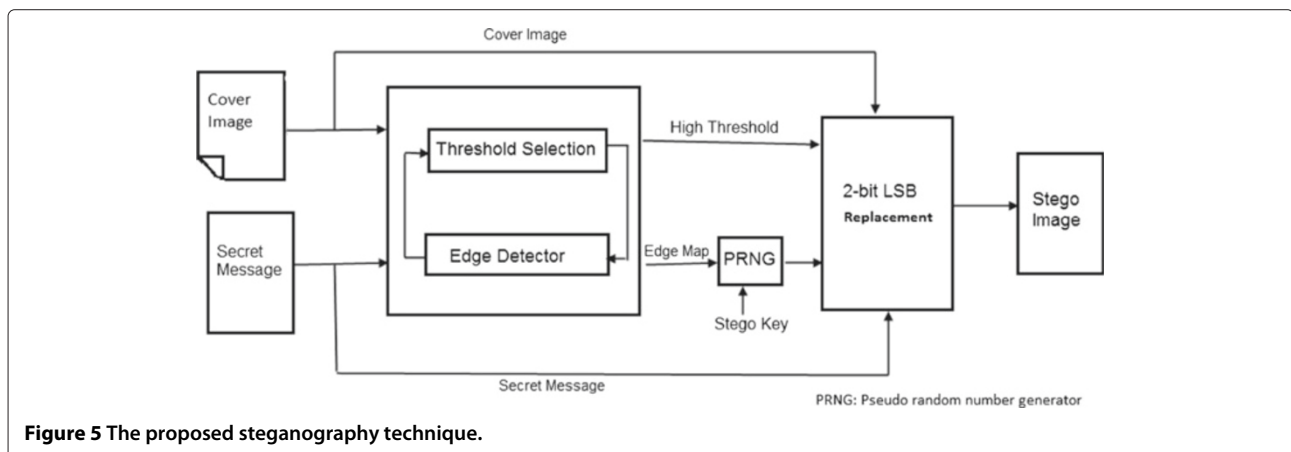 Cover Image
Cover
Image
Threshold Selection
High Threshold
2-bit LSB
Replacement
Stego
Image
Secret
Message
Edge Detector
Edge Map
PRNG
Stego Key
Secret Message
PRNG: Pseudo random number generator
Figure 5 The proposed steganography technique.